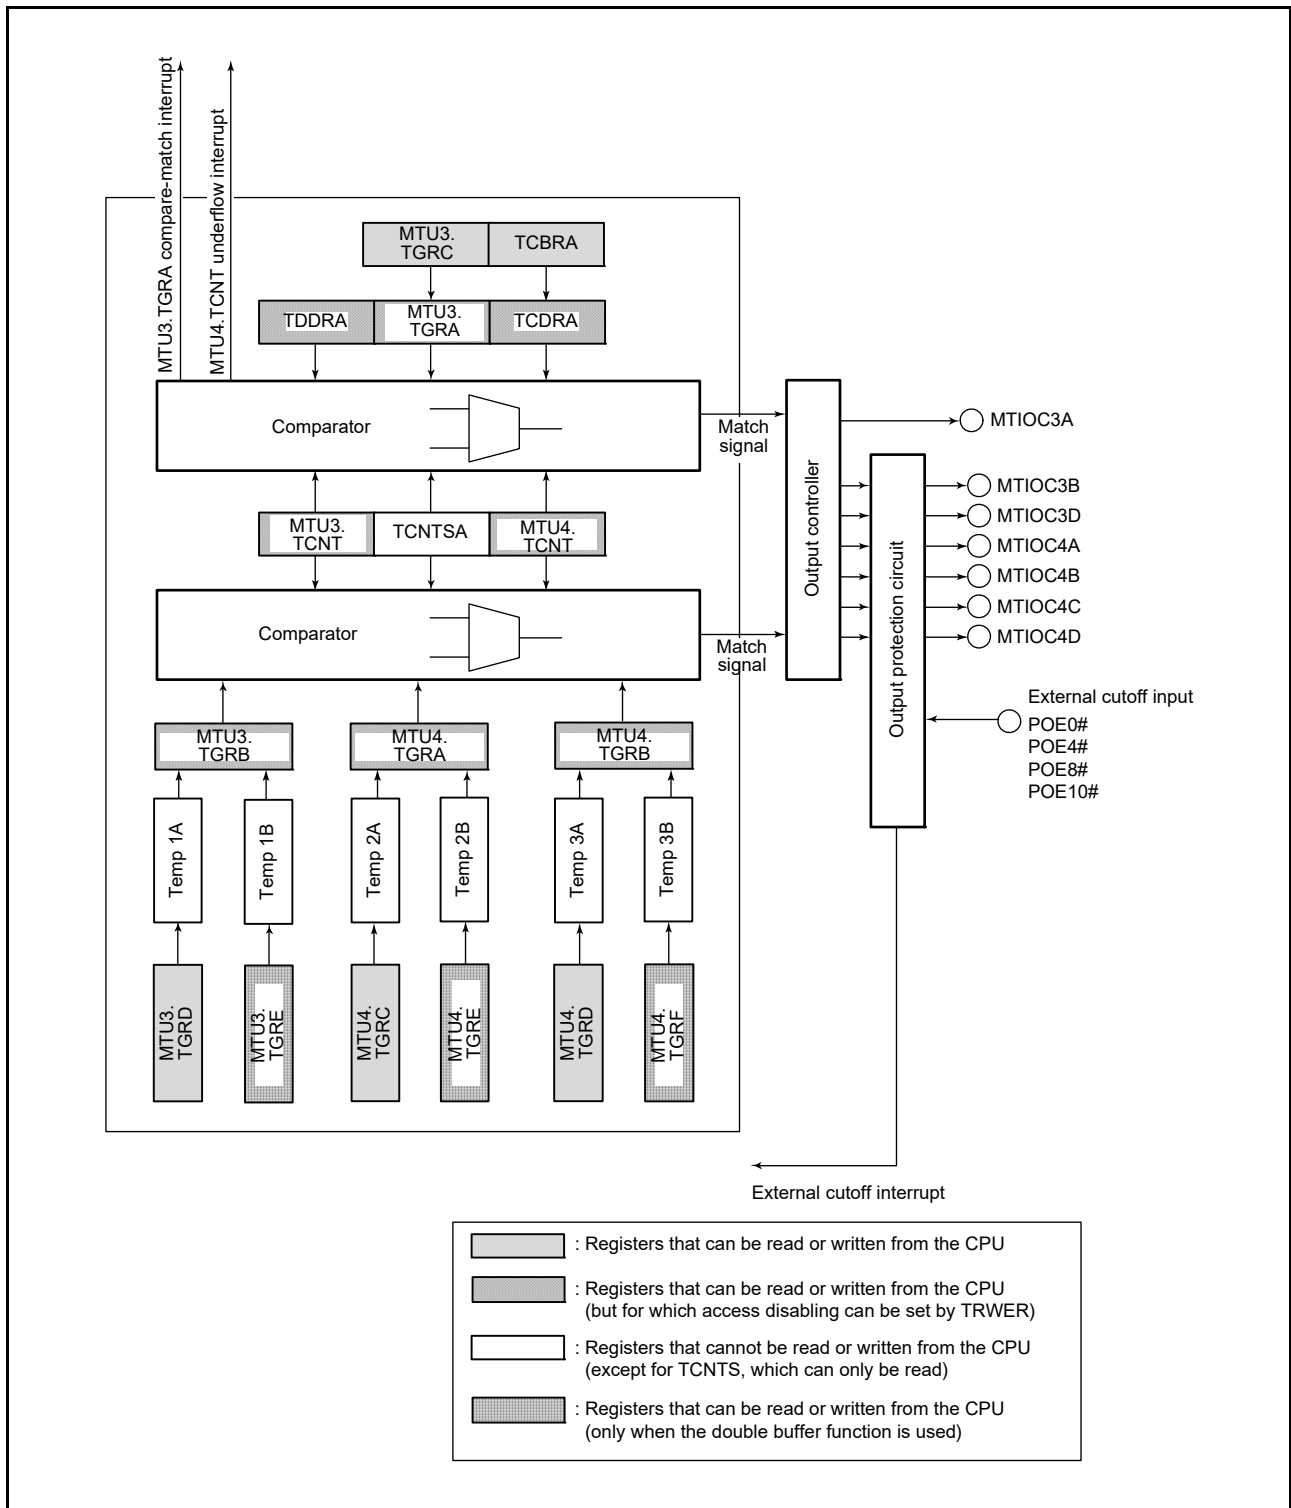 MTU3.TGRA compare-match interrupt
MTU4.TCNT underflow interrupt
MTU3.
TGRC
TCBRA
TDDRA
MTU3.
TGRA
TCDRA
Comparator
Match
signal
MTU3.
TCNT
TCNTSA
MTU4.
TCNT
Comparator
Match
signal
Output controller
Output protection circuit
MTIOC3A
MTIOC3B
MTIOC3D
MTIOC4A
MTIOC4B
MTIOC4C
MTIOC4D
External cutoff input
POE0#
POE4#
POE8#
POE10#
MTU3.
TGRB
MTU4.
TGRA
MTU4.
TGRB
Temp 1A
Temp 1B
Temp 2A
Temp 2B
Temp 3A
Temp 3B
MTU3.
TGRD
MTU3.
TGRE
MTU4.
TGRC
MTU4.
TGRE
MTU4.
TGRD
MTU4.
TGRF
External cutoff interrupt
: Registers that can be read or written from the CPU
: Registers that can be read or written from the CPU
(but for which access disabling can be set by TRWER)
: Registers that cannot be read or written from the CPU
(except for TCNTS, which can only be read)
: Registers that can be read or written from the CPU
(only when the double buffer function is used)